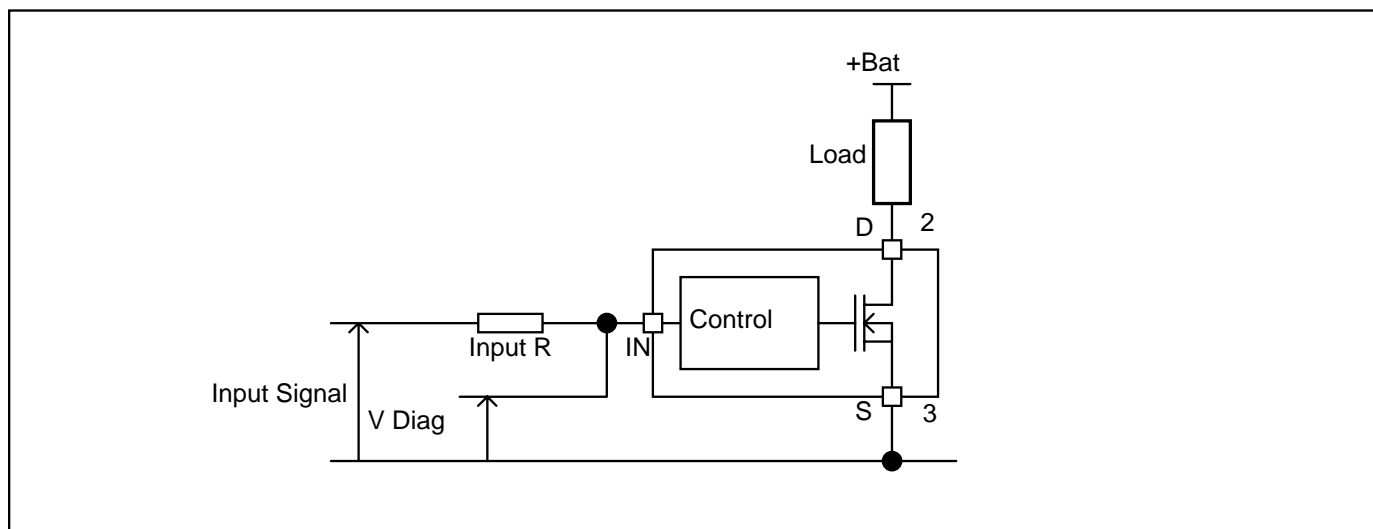 +Bat
Load
D 2
Control
Input R
IN
Input Signal
V Diag
S 3